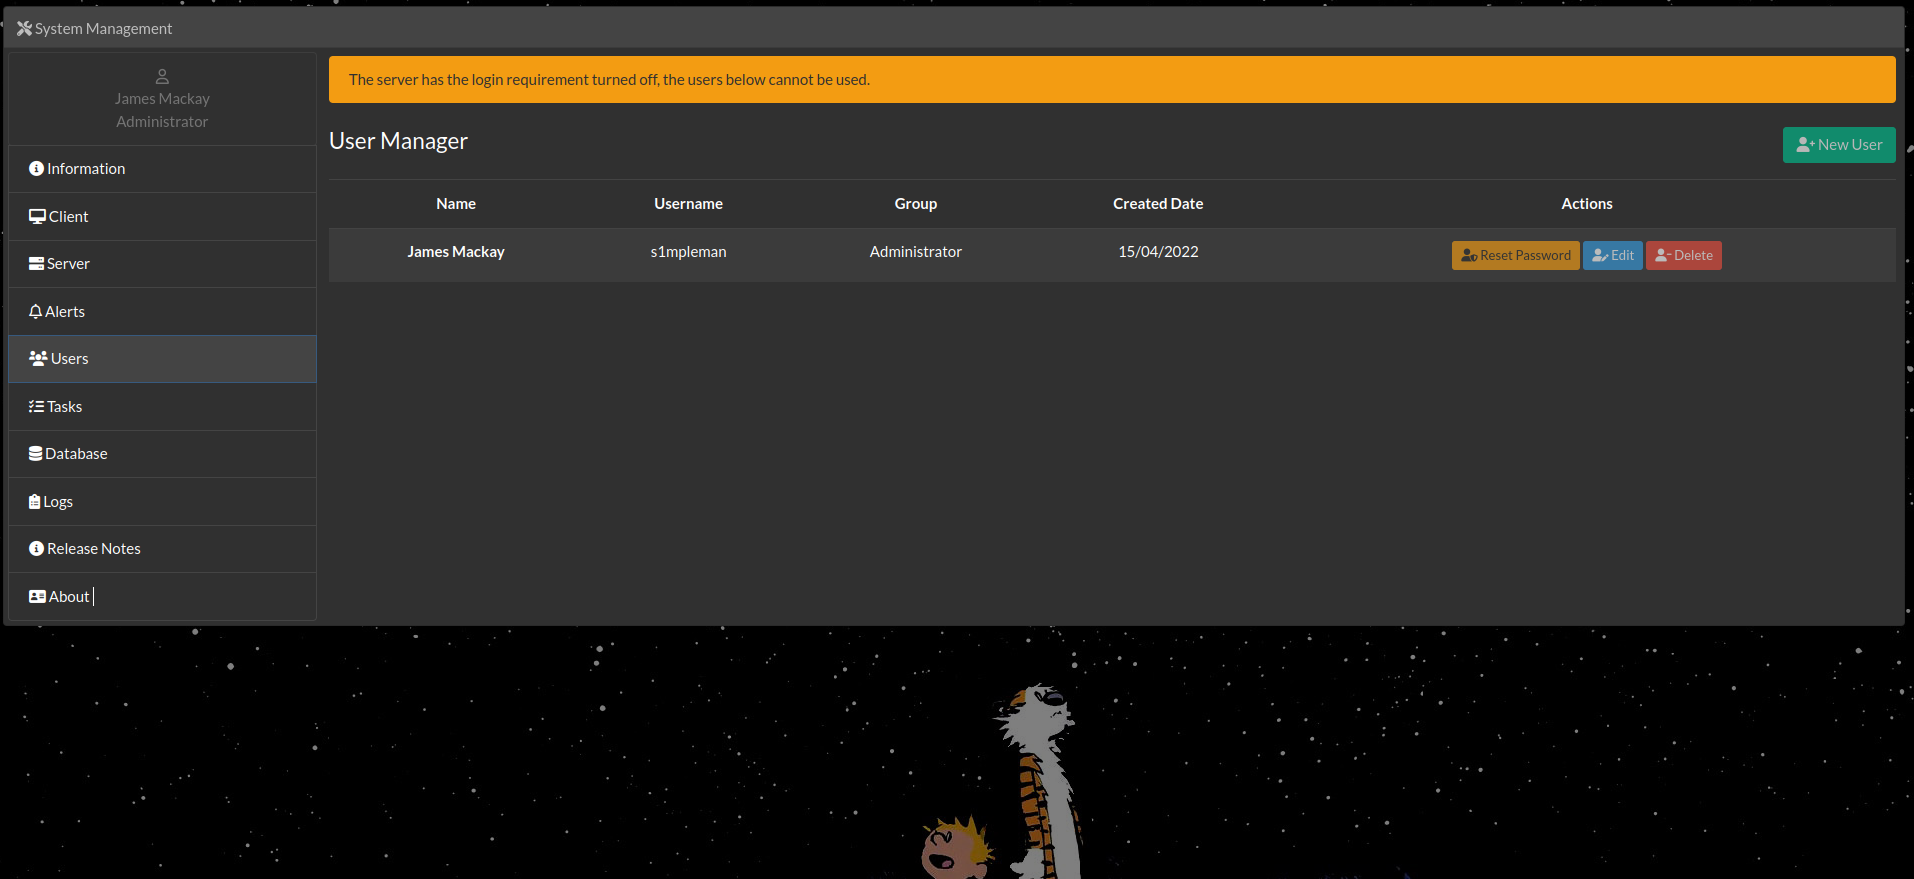 System Management
James Mackay
Administrator
Information
Client
Server
Alerts
Users
Tasks
Database
Logs
Release Notes
About
The server has the login requirement turned off, the users below cannot be used.
User Manager
New User
Name Username Group Created Date Actions
James Mackay s1mpleman Administrator 15/04/2022 Reset Password Edit Delete